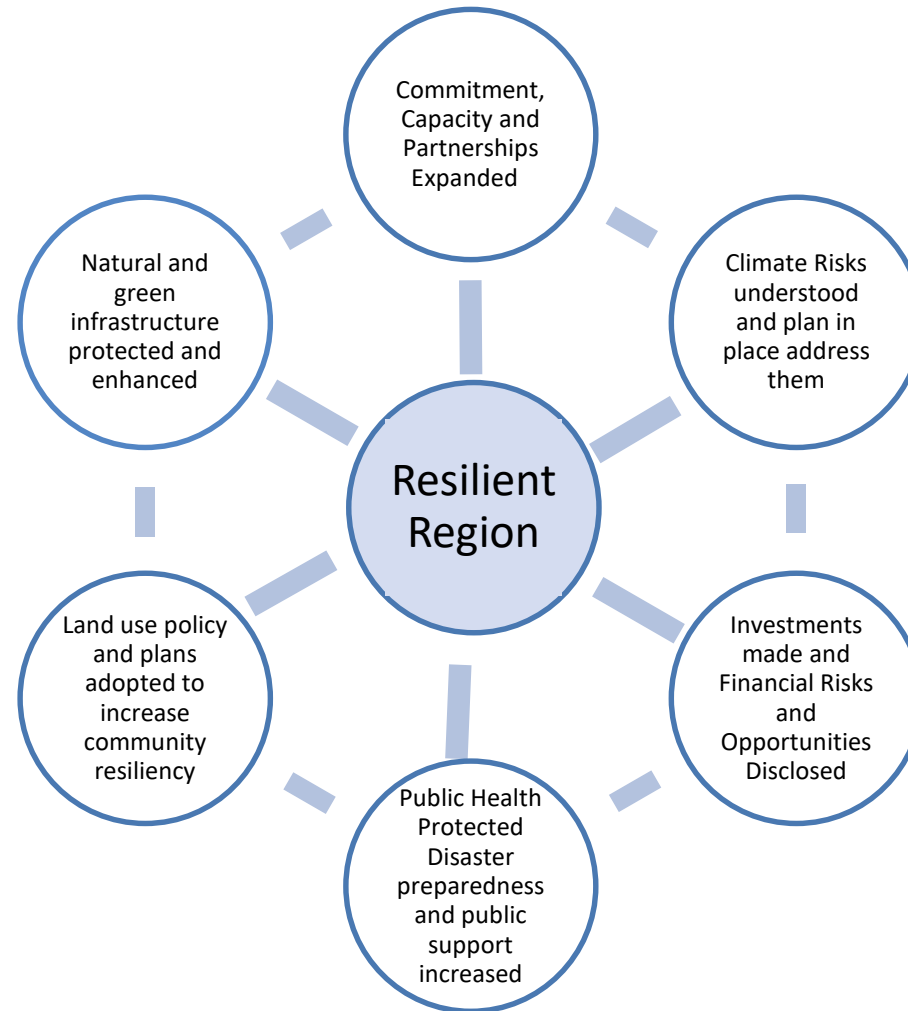 Commitment,
Capacity and
Partnerships
Expanded
Natural and
green
infrastructure
protected and
enhanced
Climate Risks
understood
and plan in
place address
them
Resilient
Region
Land use policy
and plans
adopted to
increase
community
resiliency
Investments
made and
Financial Risks
and
Opportunities
Disclosed
Public Health
Protected
Disaster
preparedness
and public
support
increased